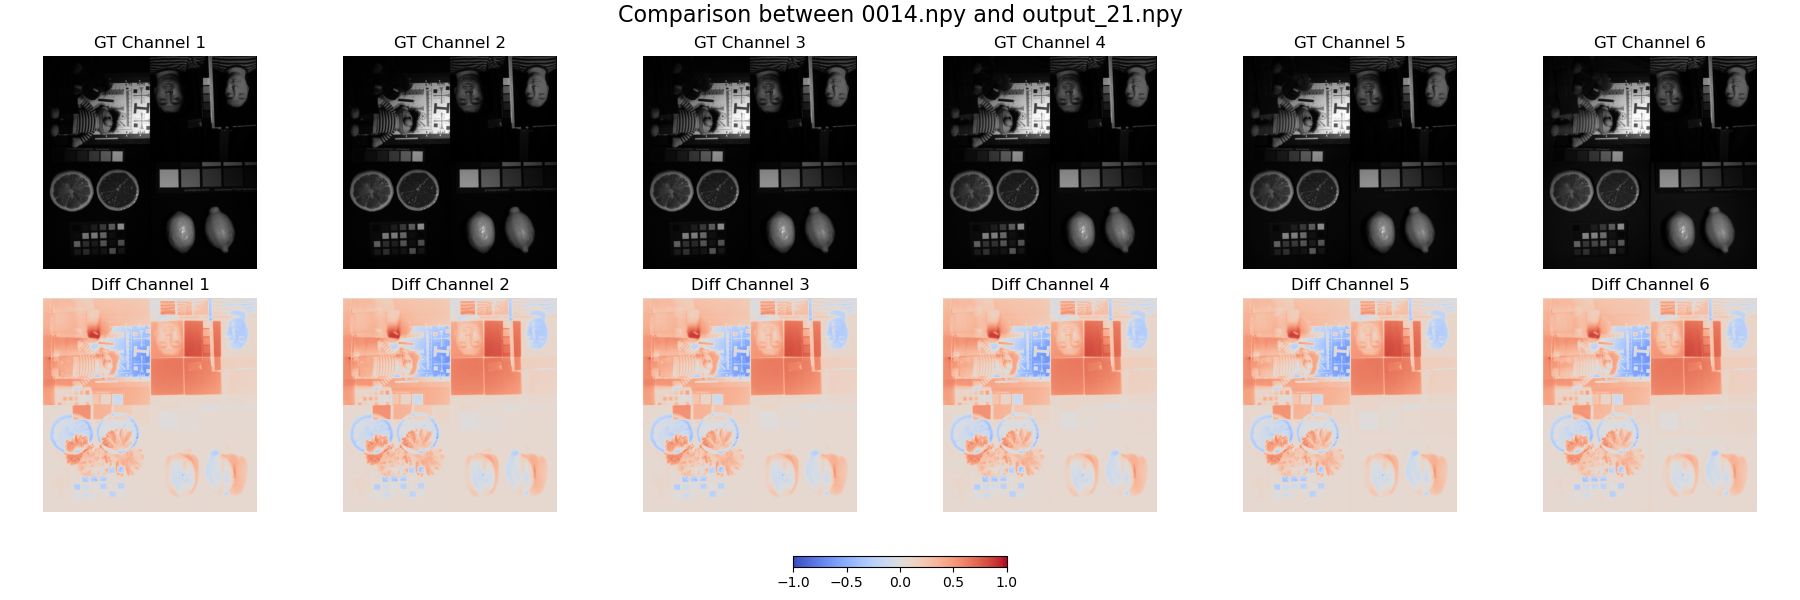 Comparison between 0014.npy and output_21.npy
GT Channel 1 GT Channel 2 GT Channel 3 GT Channel 4 GT Channel 5 GT Channel 6
Diff Channel 1 Diff Channel 2 Diff Channel 3 Diff Channel 4 Diff Channel 5 Diff Channel 6
−1.0 −0.5 0.0 0.5 1.0